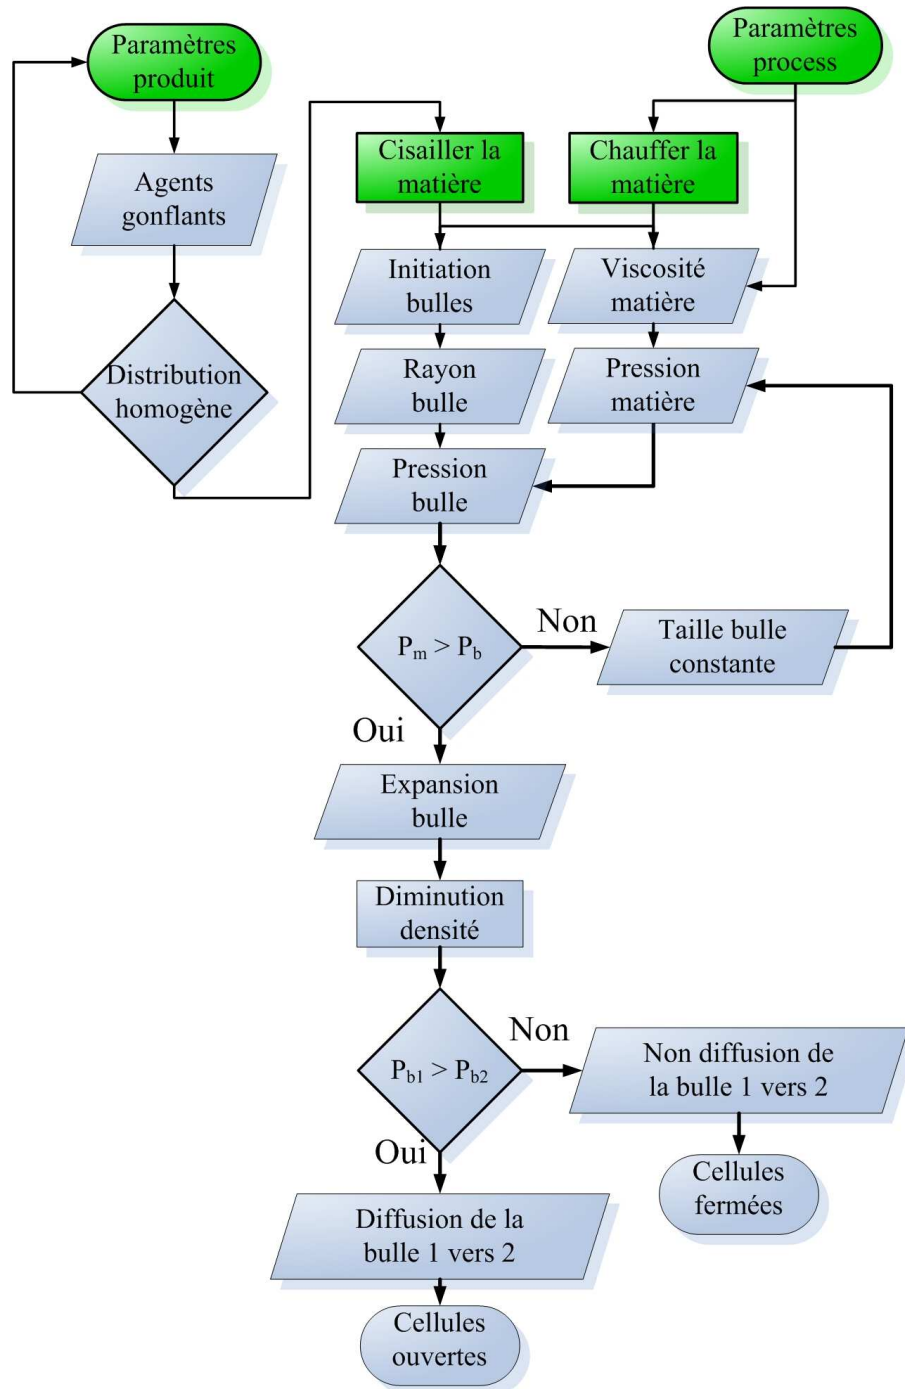 Paramètres
produit
Paramètres
process
Agents
gonflants
Cisailler la
matière
Chauffer la
matière
Initiation
bulles
Viscosité
matière
Distribution
homogène
Rayon
bulle
Pression
matière
Pression
bulle
Pm > Pb
Non
Taille bulle
constante
Oui
Expansion
bulle
Diminution
densité
Pb1 > Pb2
Non
Non diffusion de
la bulle 1 vers 2
Oui
Cellules
fermées
Diffusion de la
bulle 1 vers 2
Cellules
ouvertes